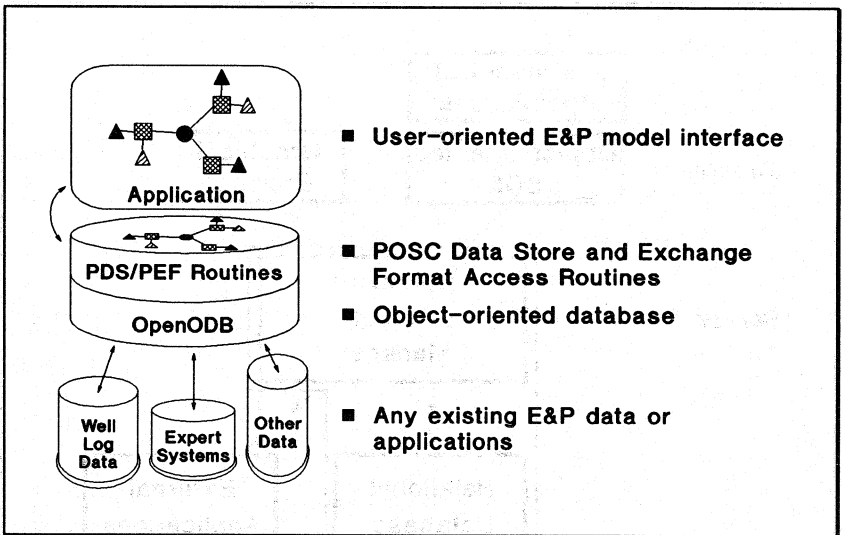 Application
PDS/PEF Routines
OpenODB
Well
Log
Data
Expert
Systems
Other
Data
■ User-oriented E&P model interface
■ POSC Data Store and Exchange
Format Access Routines
■ Object-oriented database
■ Any existing E&P data or
applications